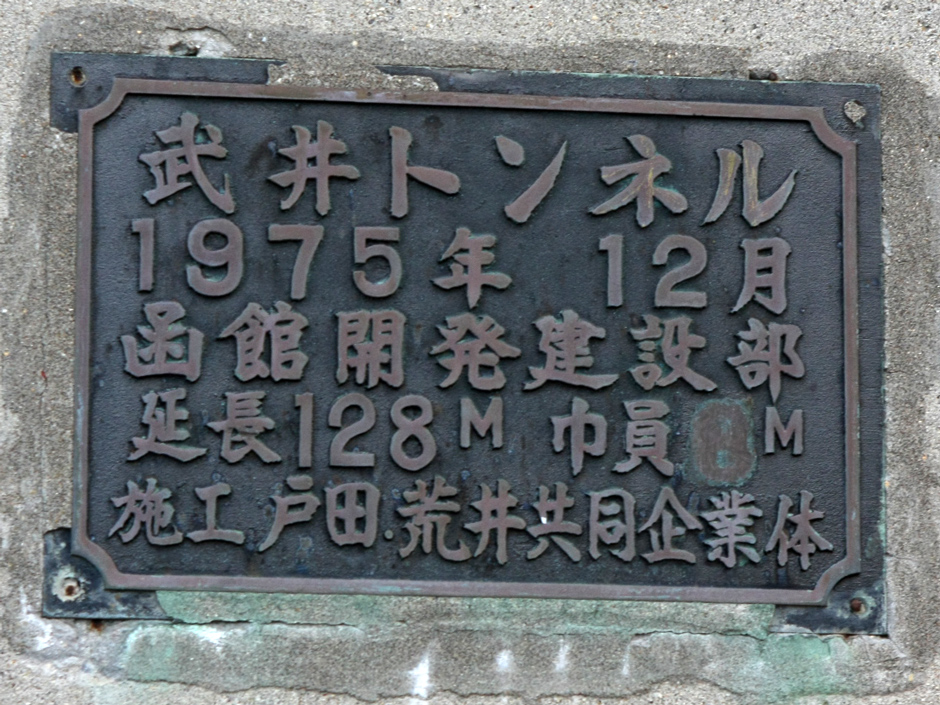 武井トンネル
1975年 12月
函館開発建設部
延長128M 巾員8M
施工戸田・荒井共同企業体